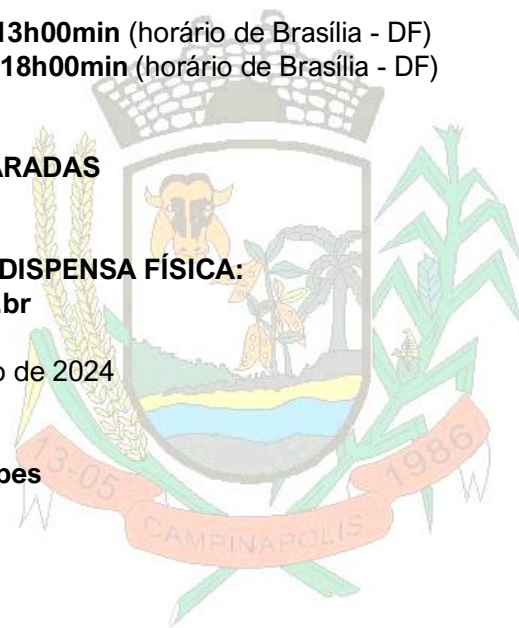 13h00min (horário de Brasília - DF)
18h00min (horário de Brasília - DF)
ARADAS
DISPENSA FÍSICA:
.br
o de 2024
pes
13-05
CAMPINAPOLIS
1986